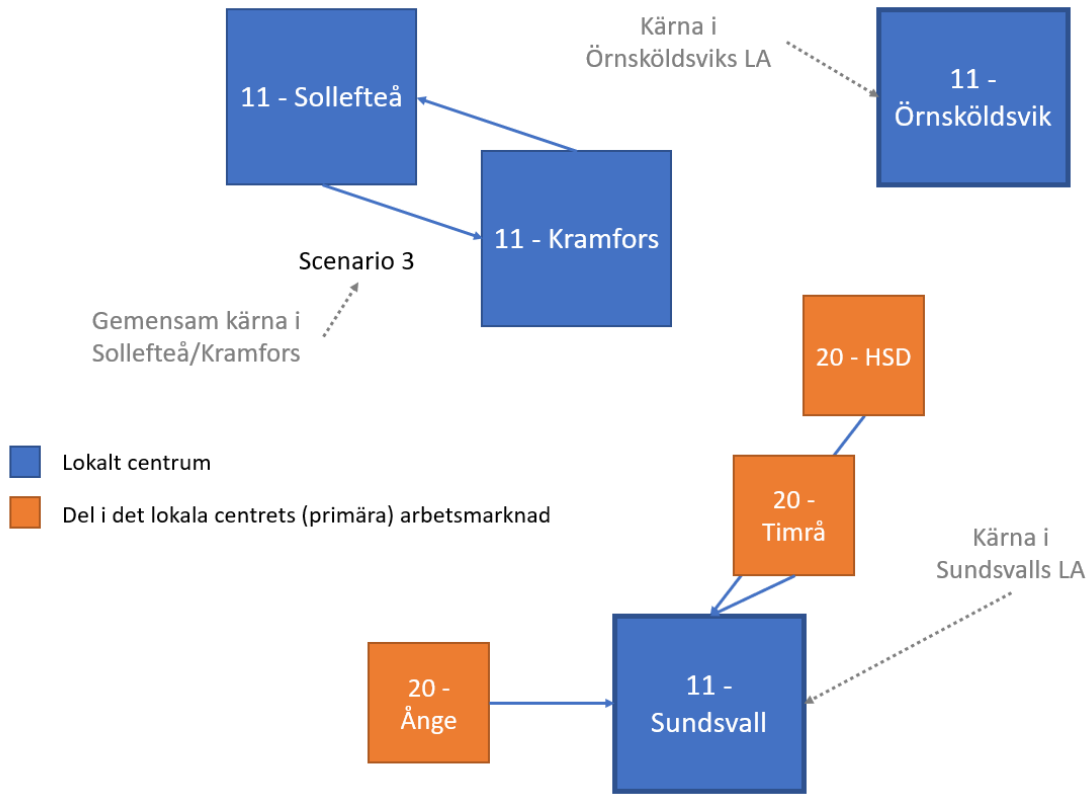 Kärna i
Örnsköldsviks LA
11 - Sollefteå
11 -
Örnsköldsvik
11 - Kramfors
Scenario 3
Gemensam kärna i
Sollefteå/Kramfors
20 - HSD
Lokalt centrum
Del i det lokala centrets (primära) arbetsmarknad
20 -
Timrå
Kärna i
Sundsvalls LA
20 -
Ånge
11 -
Sundsvall